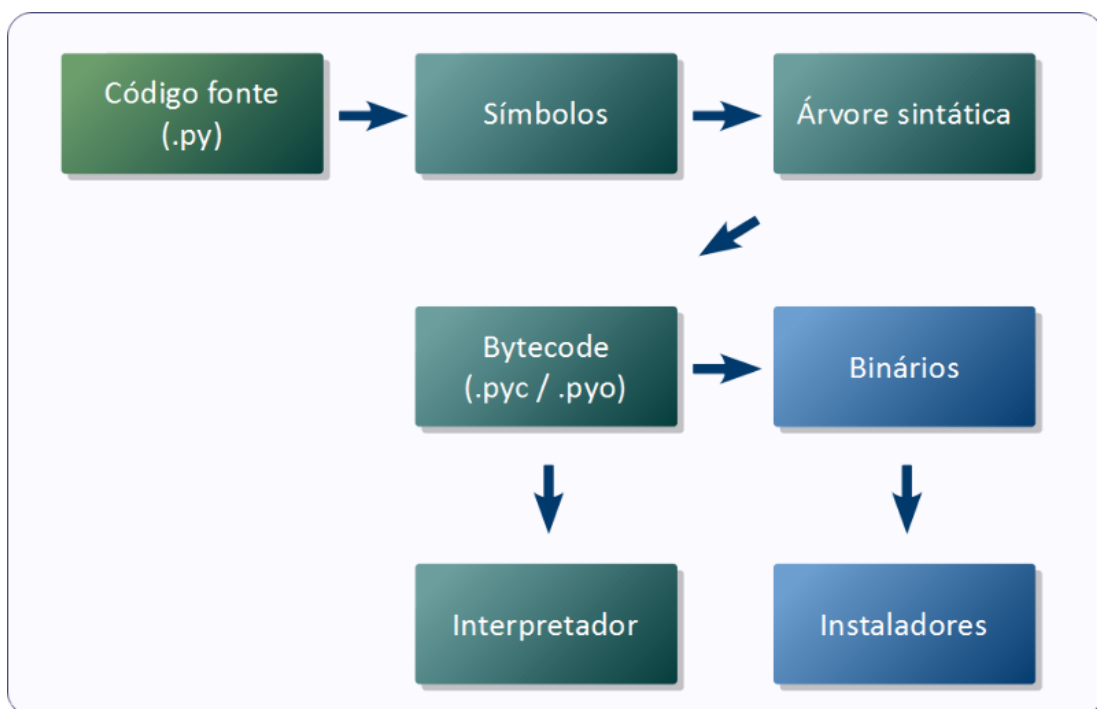 Código fonte
(.py)
Símbolos
Árvore sintática
Bytecode
(.pyc / .pyo)
Binários
Interpretador
Instaladores